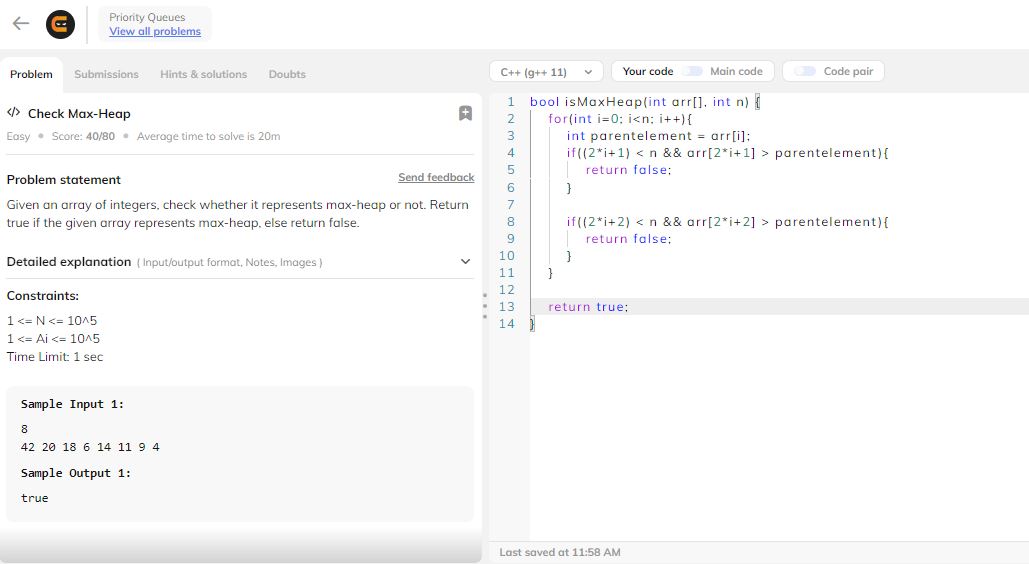 Priority Queues
View all problems
Problem Submissions Hints & solutions Doubts
</> Check Max-Heap
Easy • Score: 40/80 • Average time to solve is 20m
Problem statement Send feedback
Given an array of integers, check whether it represents max-heap or not. Return
true if the given array represents max-heap, else return false.
Detailed explanation ( Input/output format, Notes, Images )
Constraints:
1 <= N <= 10^5
1 <= Ai <= 10^5
Time Limit: 1 sec
Sample Input 1:
8
42 20 18 6 14 11 9 4
Sample Output 1:
true
C++ (g++ 11) Your code Main code Code pair
1 bool isMaxHeap(int arr[], int n) {
2 for(int i=0; i<n; i++){
3 int parentelement = arr[i];
4 if((2*i+1) < n && arr[2*i+1] > parentelement){
5 return false;
6 }
7
8 if((2*i+2) < n && arr[2*i+2] > parentelement){
9 return false;
10 }
11 }
12
13 return true;
14 }
Last saved at 11:58 AM